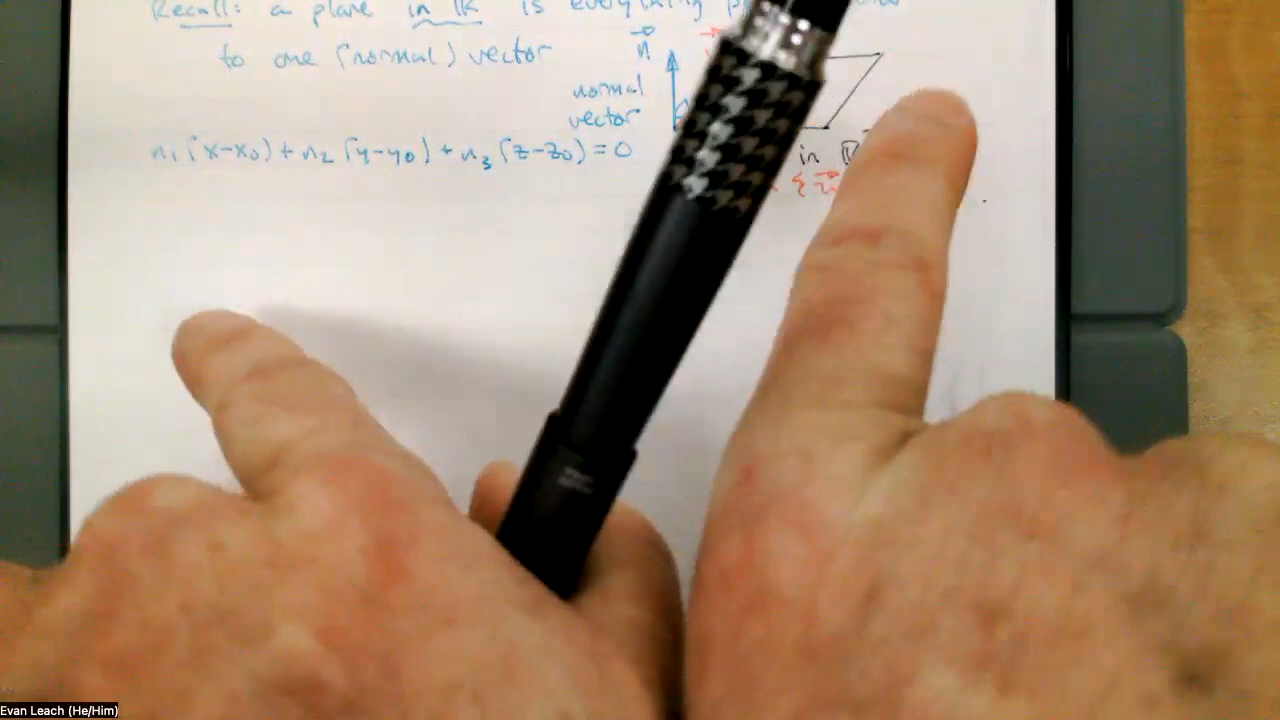 Recall: a plane in IR is everything
to one (normal) vector
n
normal
vector
n1(x-x0)+n2(y-y0)+n3(z-z0)=0
in
Evan Leach (He/Him)